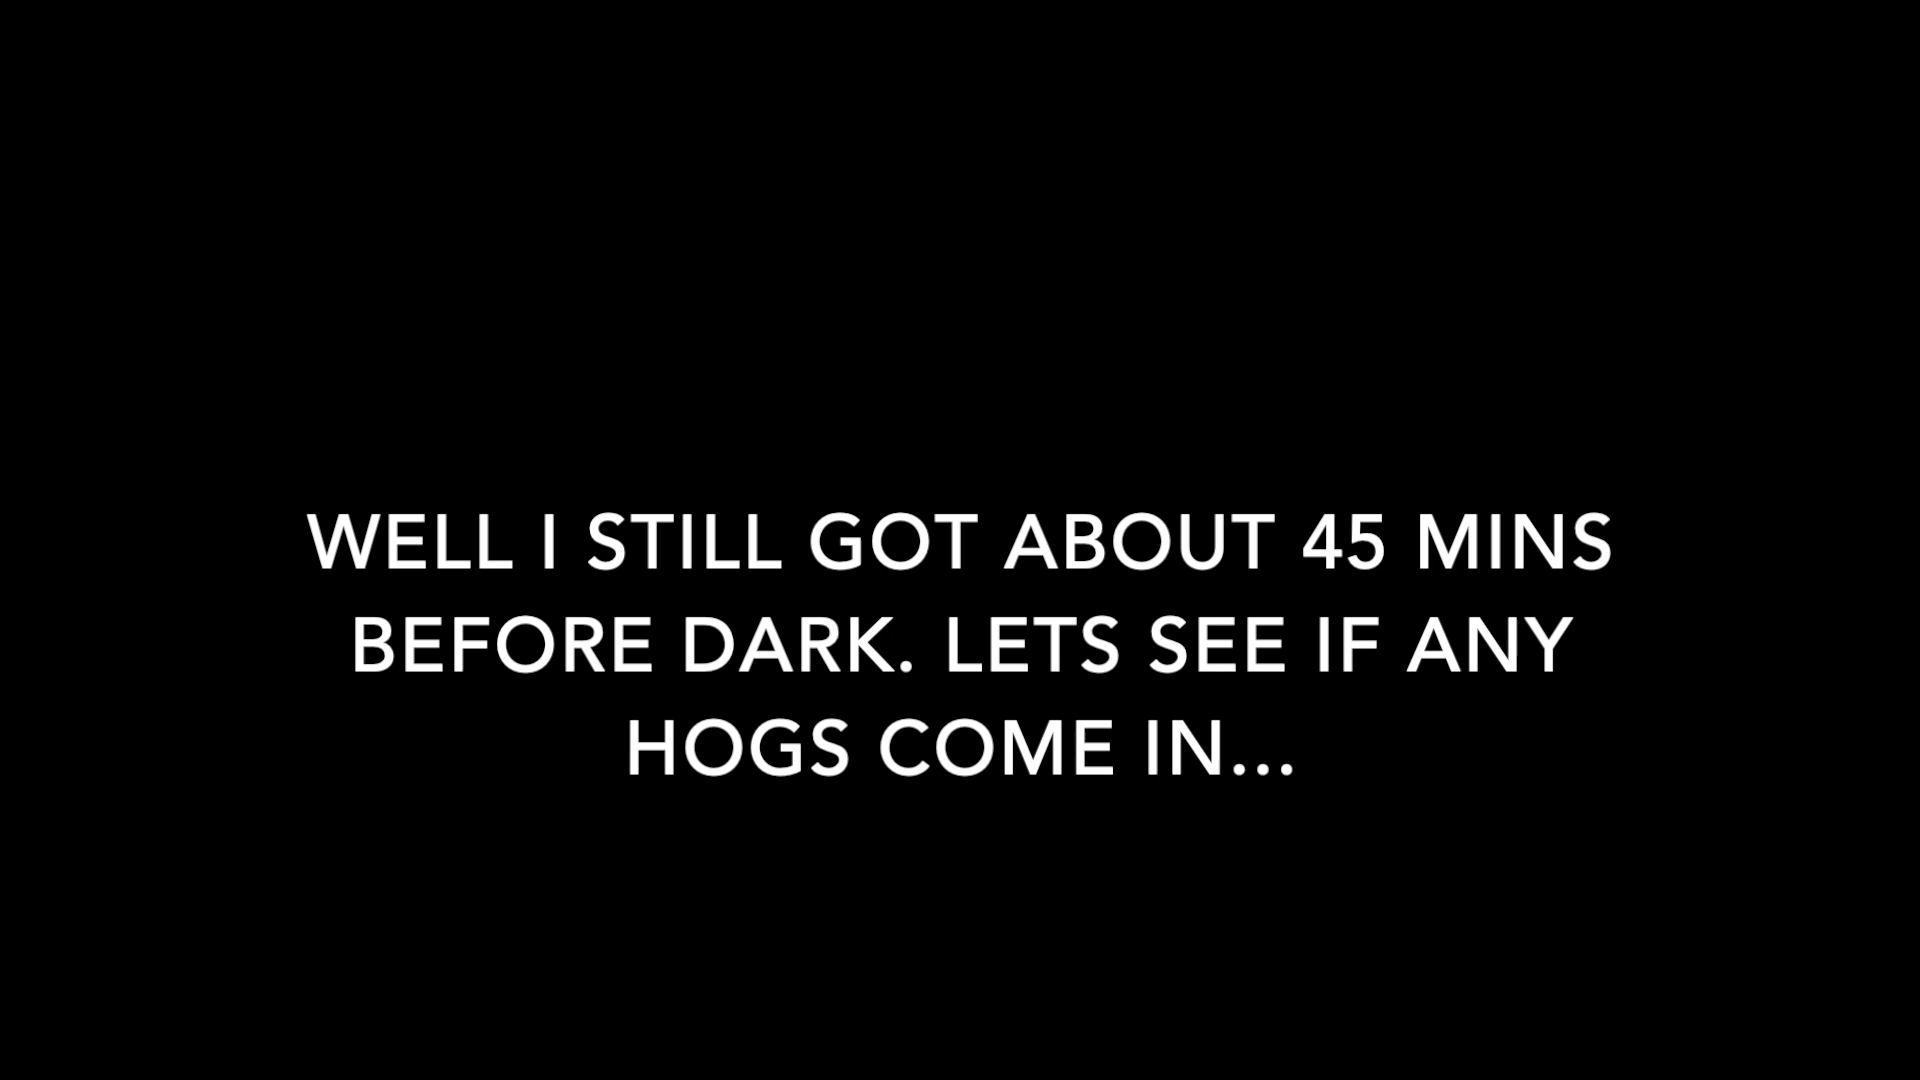 WELL I STILL GOT ABOUT 45 MINS
BEFORE DARK. LETS SEE IF ANY
HOGS COME IN...